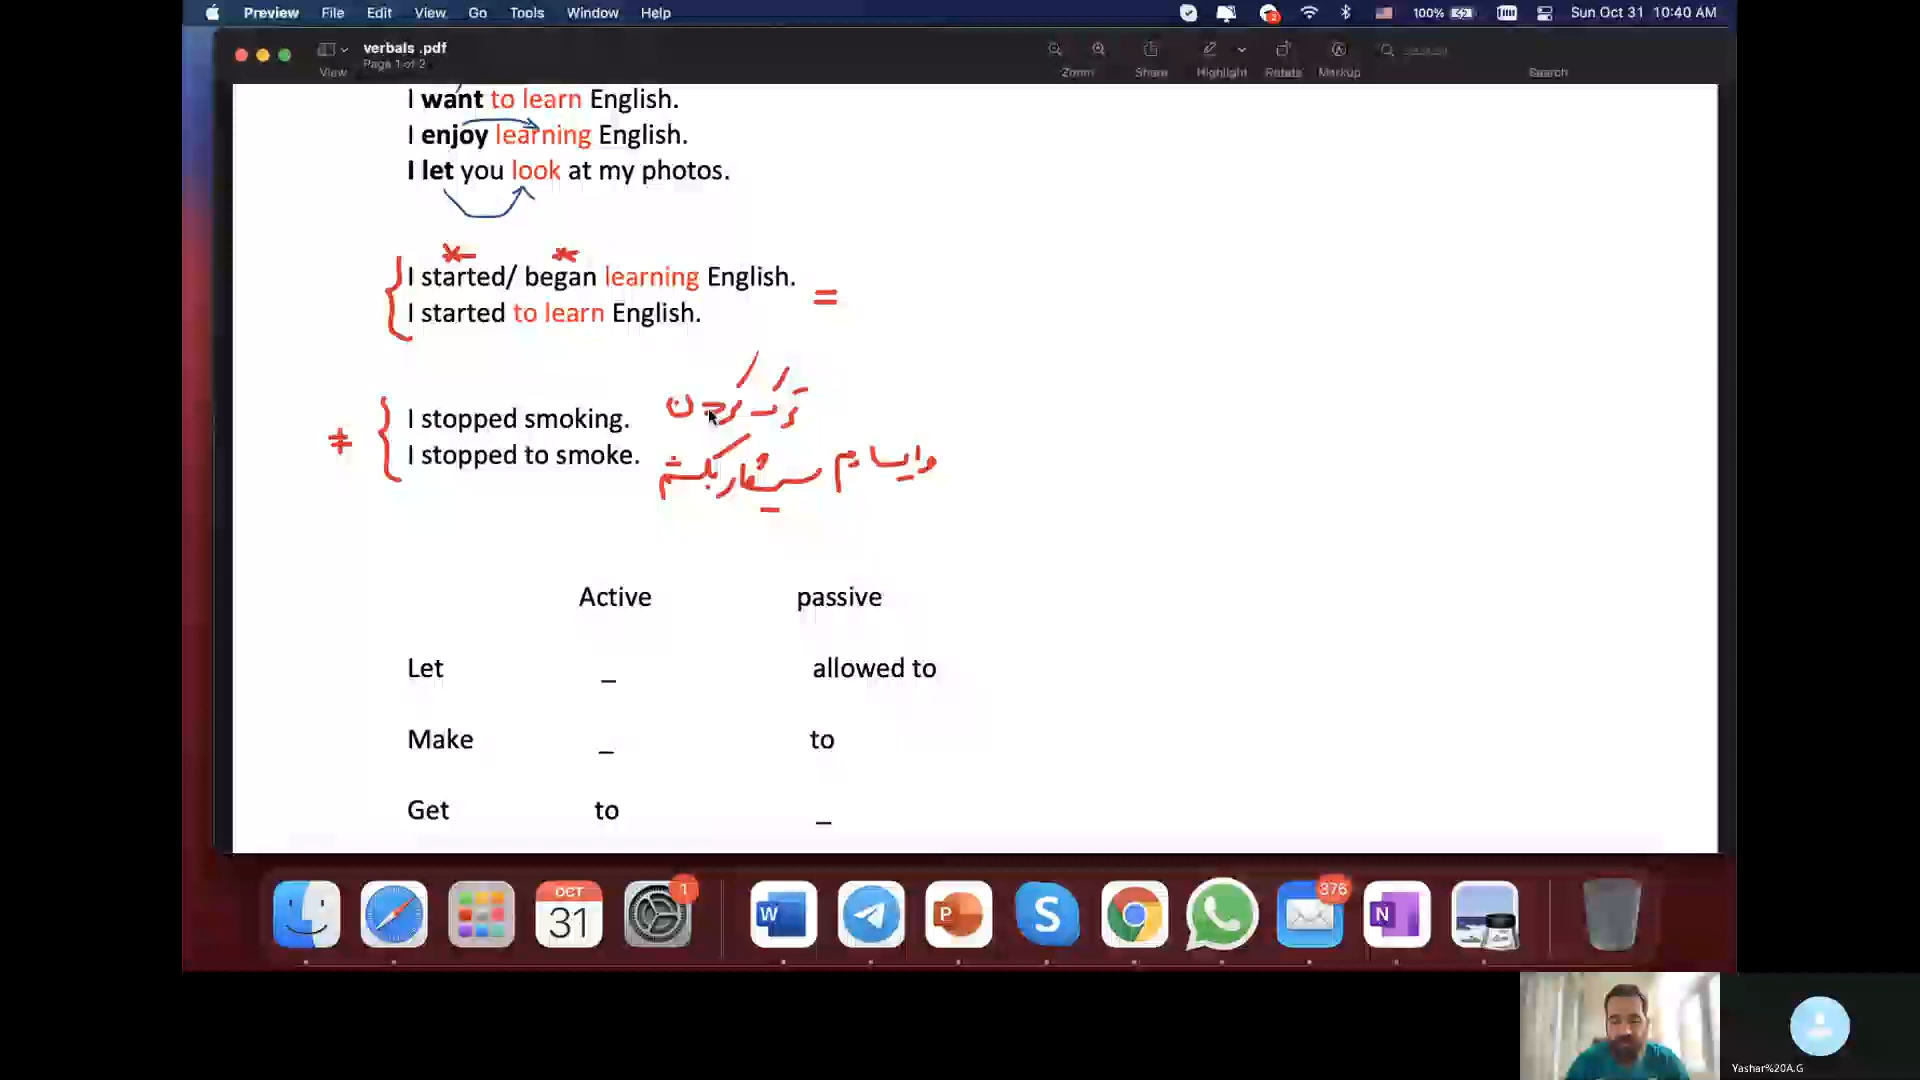 Preview File Edit View Go Tools Window Help 100% Sun Oct 31 10:40 AM
verbals .pdf
Page 1 of 2
View Zoom Share Highlight Rotate Markup Search
I want to learn English.
I enjoy learning English.
I let you look at my photos.
I started/ began learning English.
=
I started to learn English.
I stopped smoking. ترک کردن
≠
I stopped to smoke. وایسادم سیگار بکشم
Active passive
Let _ allowed to
Make _ to
Get to _
OCT
31
1
W
P
S
376
N
Yashar%20A.G